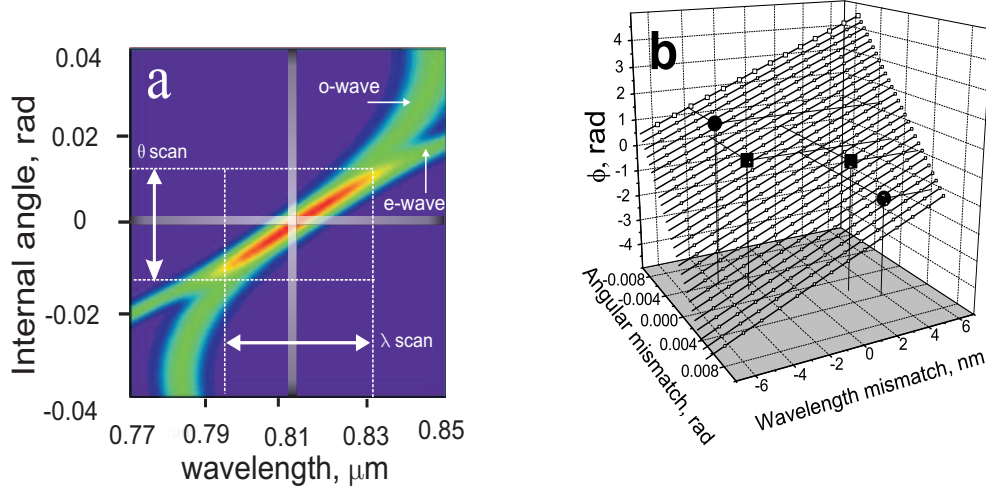 a
0.04
0.02
0
-0.02
-0.04
Internal angle, rad
θ scan
o-wave
e-wave
λ scan
0.77
0.79
0.81
0.83
0.85
wavelength, μm
b
4
3
2
1
0
-1
-2
-3
-4
ϕ, rad
-0.008
-0.004
0.000
0.004
0.008
Angular mismatch, rad
-6
-4
-2
0
2
4
6
Wavelength mismatch, nm